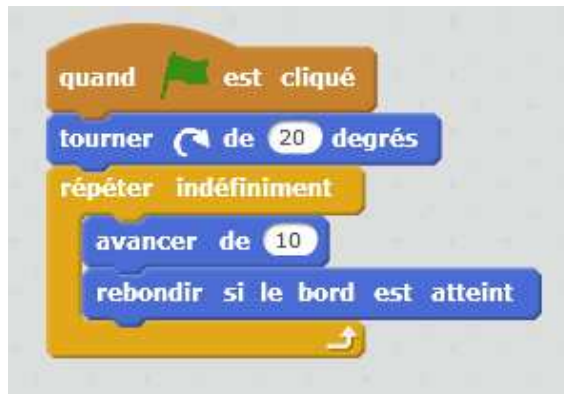 quand est cliqué
tourner de 20 degrés
répéter indéfiniment
avancer de 10
rebondir si le bord est atteint